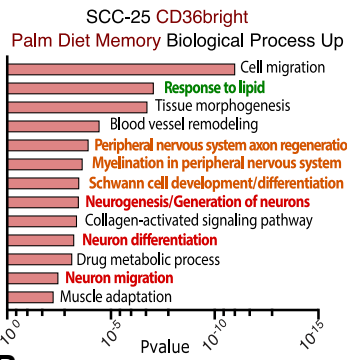 SCC-25 CD36bright
Palm Diet Memory Biological Process Up
Cell migration
Response to lipid
Tissue morphogenesis
Blood vessel remodeling
Peripheral nervous system axon regeneratio
Myelination in peripheral nervous system
Schwann cell development/differentiation
Neurogenesis/Generation of neurons
Collagen-activated signaling pathway
Neuron differentiation
Drug metabolic process
Neuron migration
Muscle adaptation
10^0 10^-5 10^-10 10^-15
Pvalue